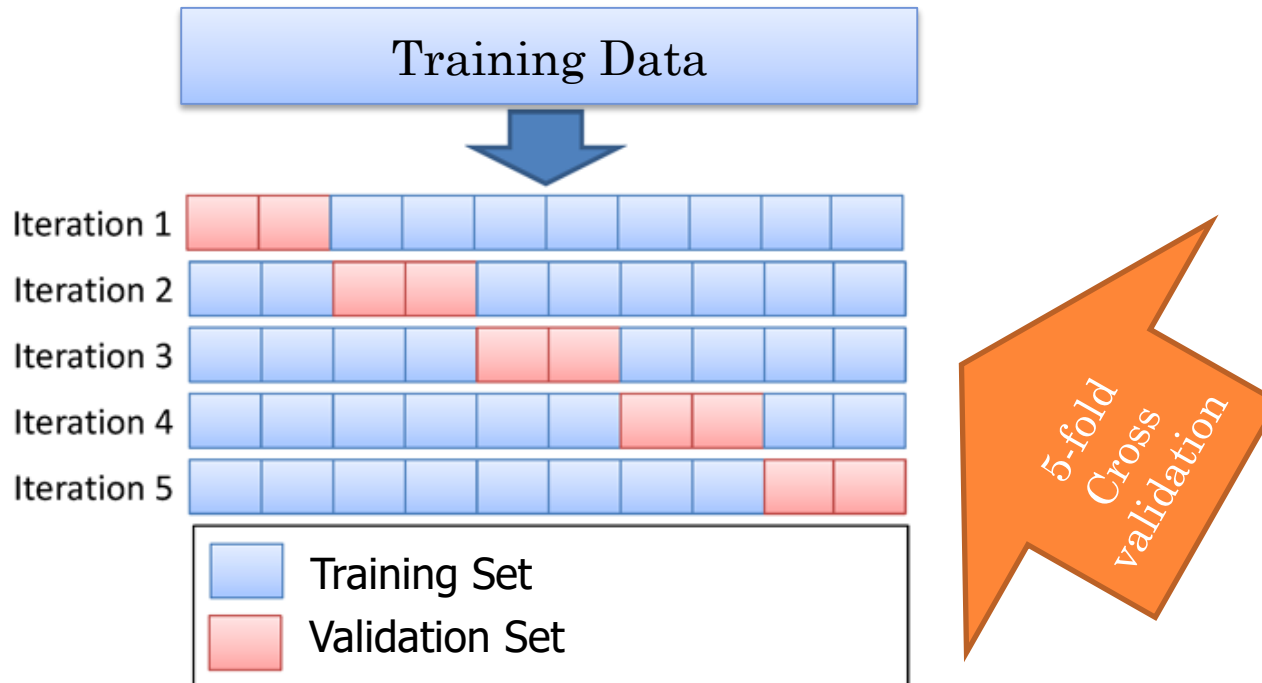 Training Data
Iteration 1
Iteration 2
Iteration 3
Iteration 4
Iteration 5
5-fold
Cross
validation
Training Set
Validation Set